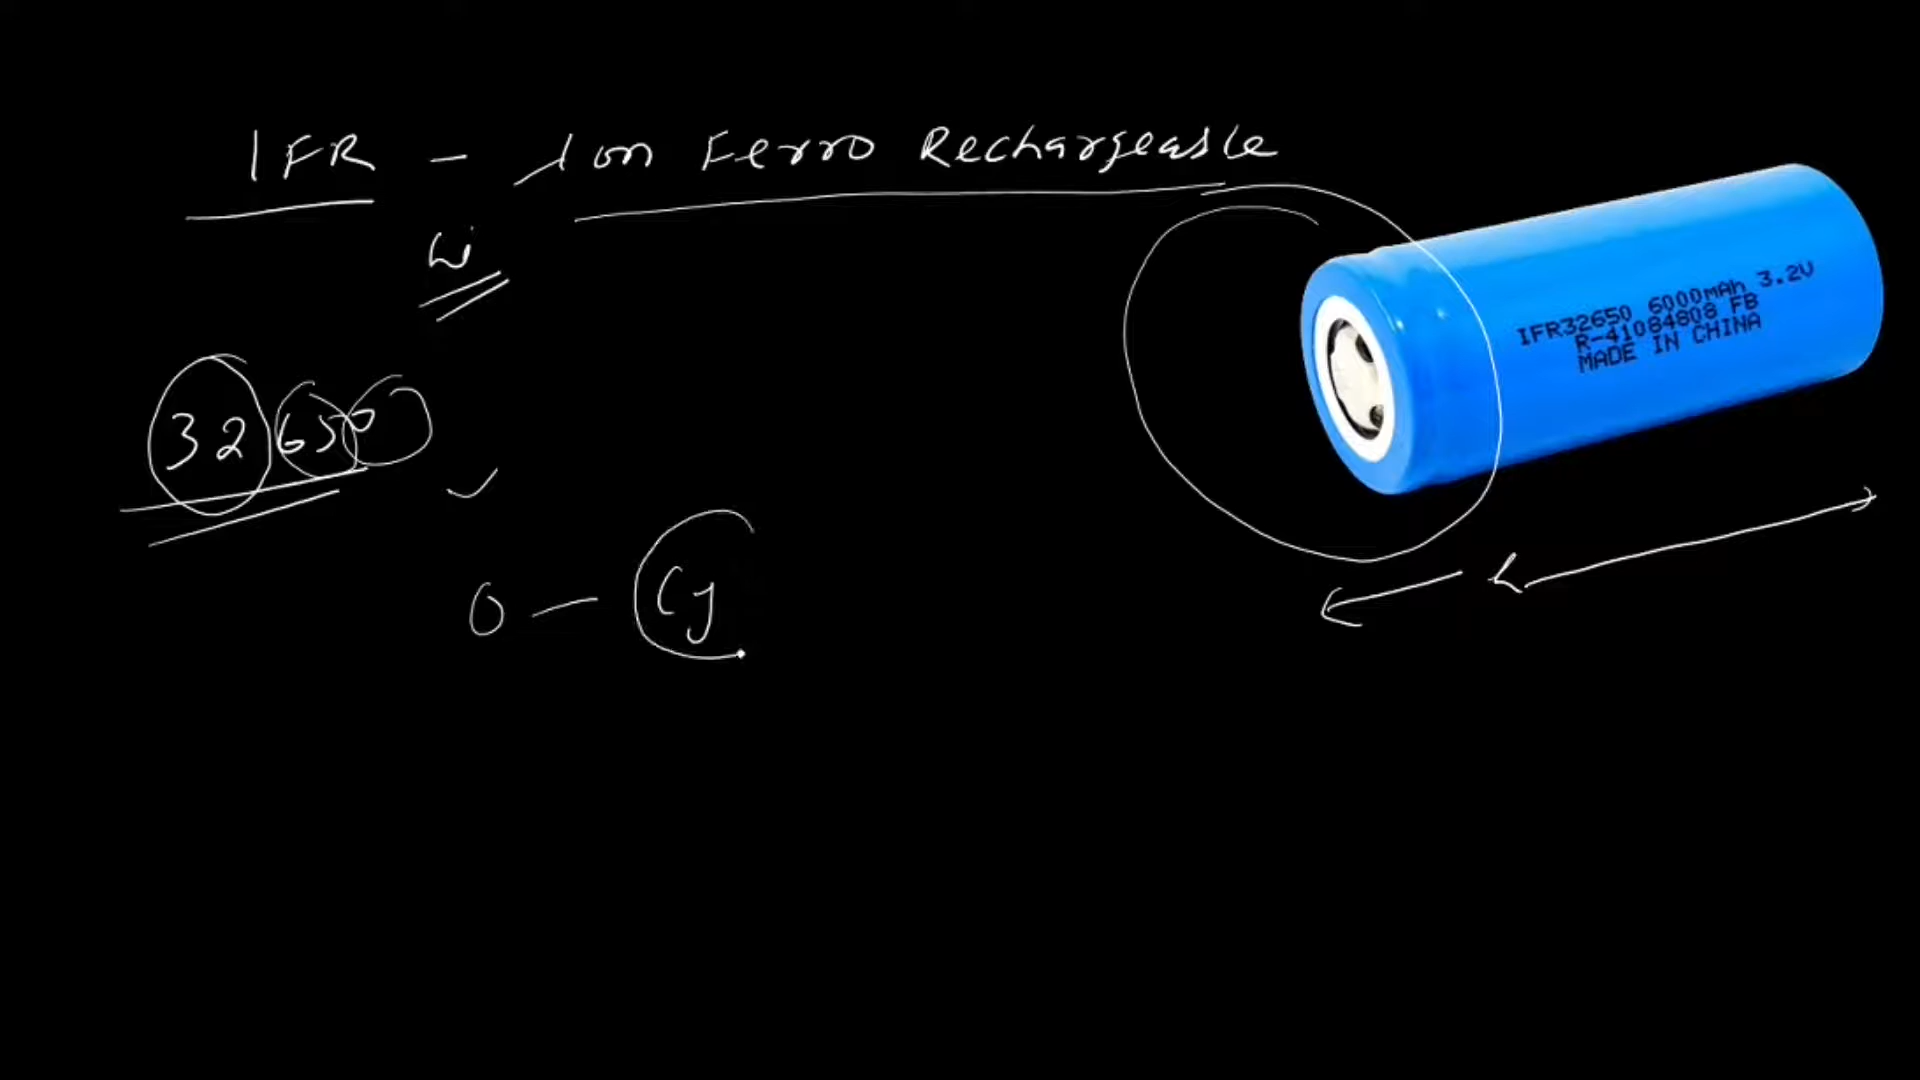 IFR - Ion Ferro Rechargeable
Li
32650
0 - Cy
IFR32650 6000mAh 3.2V
R-41084808 FB
MADE IN CHINA
L